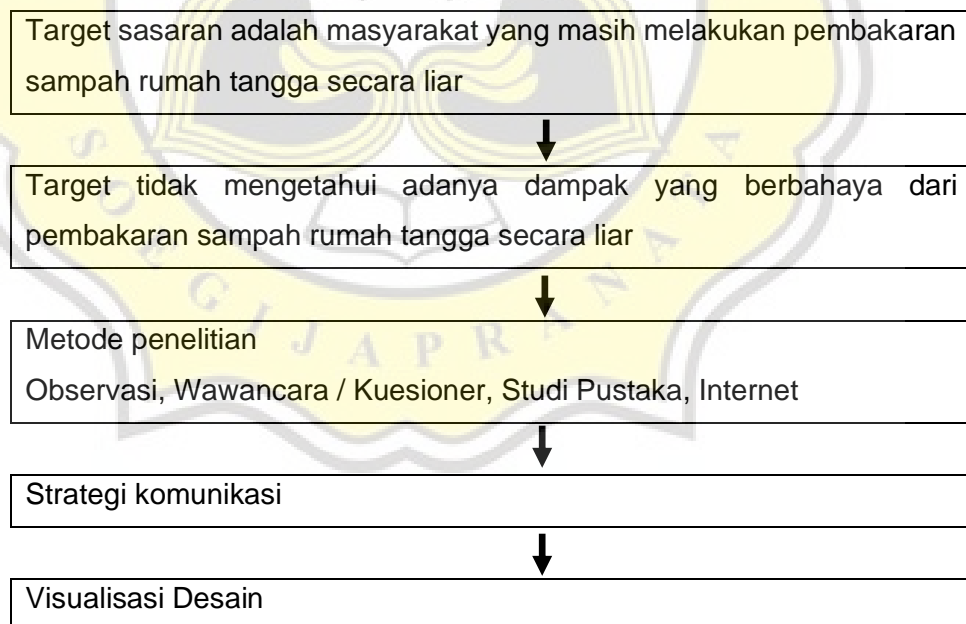 Target sasaran adalah masyarakat yang masih melakukan pembakaran
sampah rumah tangga secara liar
Target tidak mengetahui adanya dampak yang berbahaya dari
pembakaran sampah rumah tangga secara liar
Metode penelitian
Observasi, Wawancara / Kuesioner, Studi Pustaka, Internet
Strategi komunikasi
Visualisasi Desain
SOEGIJAPRANATA